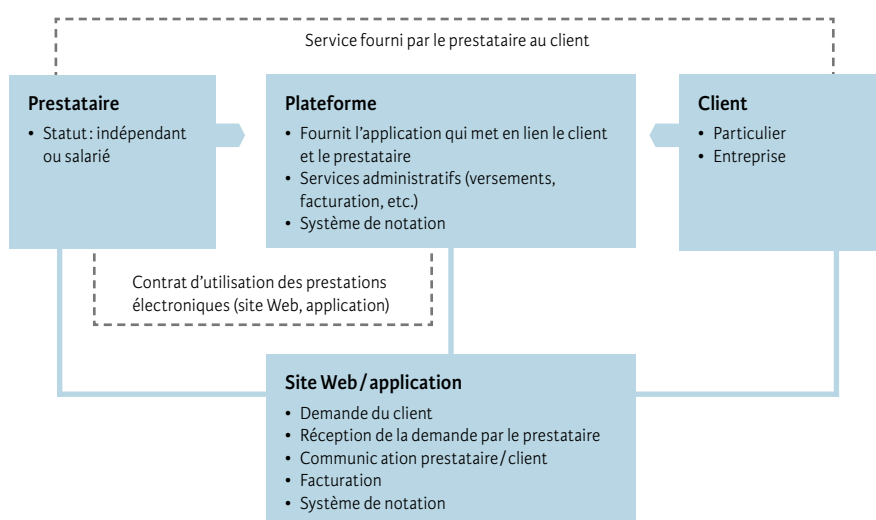 Service fourni par le prestataire au client
Prestataire
• Statut : indépendant
ou salarié
Plateforme
• Fournit l’application qui met en lien le client
et le prestataire
• Services administratifs (versements,
facturation, etc.)
• Système de notation
Client
• Particulier
• Entreprise
Contrat d’utilisation des prestations
électroniques (site Web, application)
Site Web / application
• Demande du client
• Réception de la demande par le prestataire
• Communic ation prestataire / client
• Facturation
• Système de notation